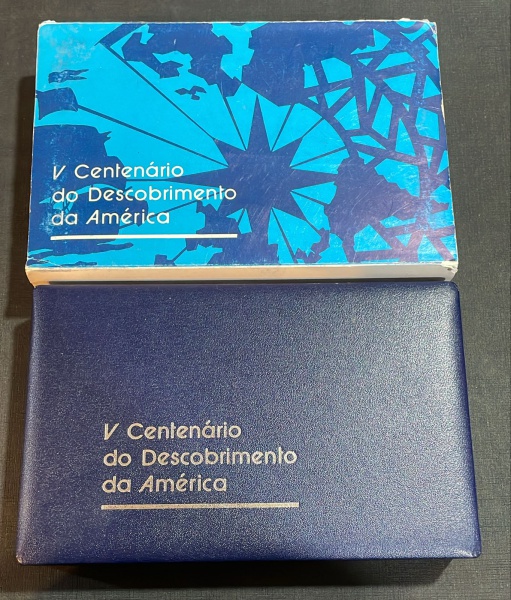 V Centenário
do Descobrimento
da América
V Centenário
do Descobrimento
da América